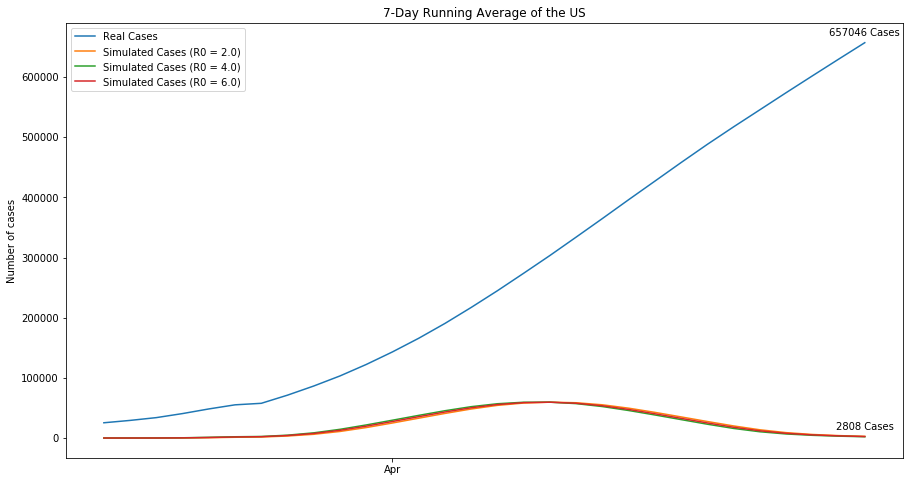 7-Day Running Average of the US
Real Cases
Simulated Cases (R0 = 2.0)
Simulated Cases (R0 = 4.0)
Simulated Cases (R0 = 6.0)
657046 Cases
600000
500000
400000
300000
200000
100000
0
Number of cases
2808 Cases
Apr